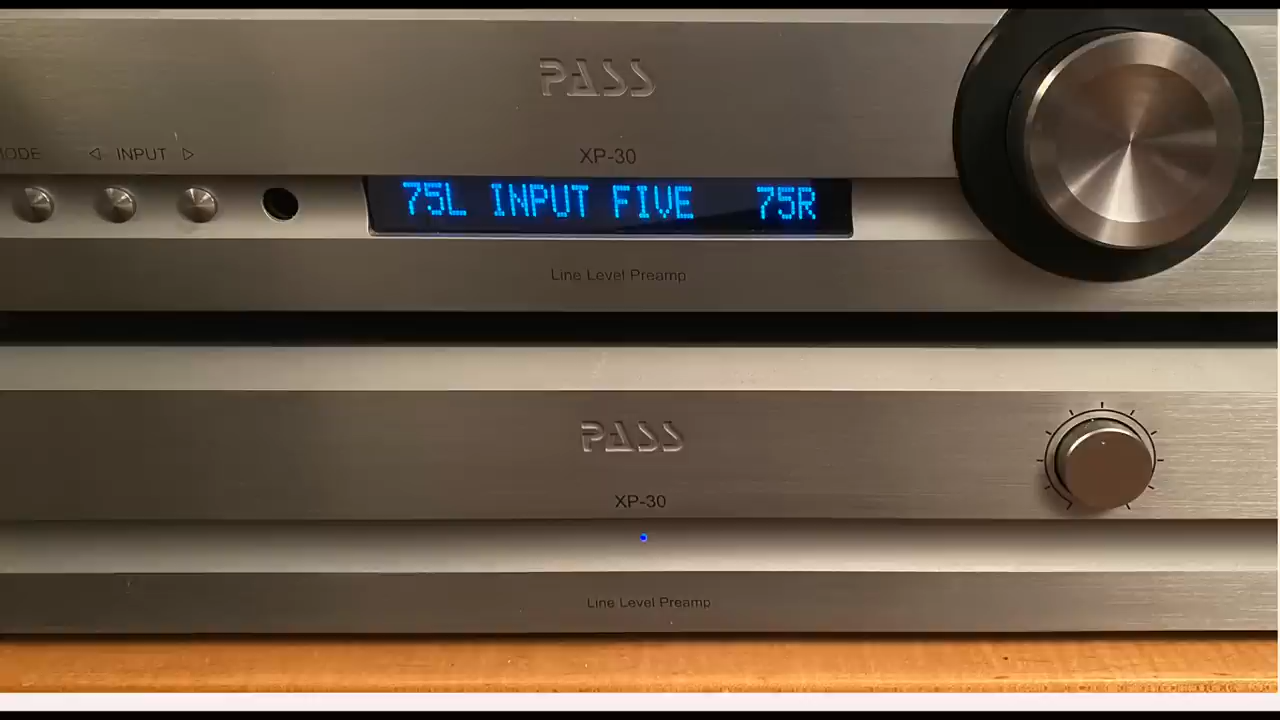 PASS
XP-30
MODE ◁ INPUT ▷
75L INPUT FIVE 75R
Line Level Preamp
PASS
XP-30
Line Level Preamp